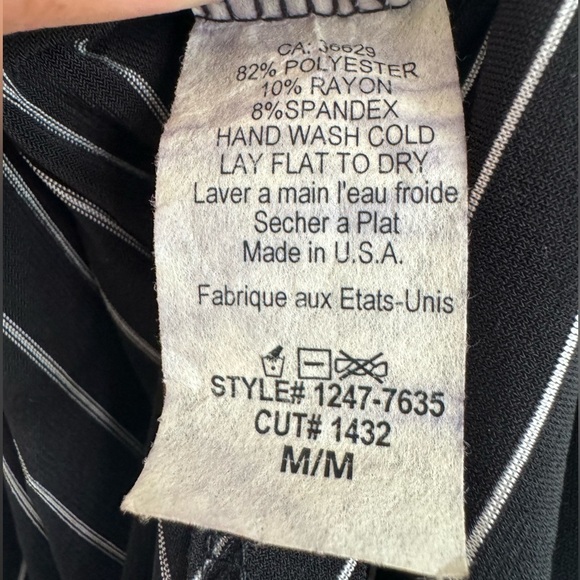 CA: 36629
82% POLYESTER
10% RAYON
8%SPANDEX
HAND WASH COLD
LAY FLAT TO DRY
Laver a main l'eau froide
Secher a Plat
Made in U.S.A.
Fabrique aux Etats-Unis
STYLE# 1247-7635
CUT# 1432
M/M